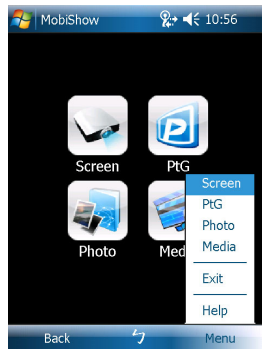 MobiShow 10:56
Screen PtG
Photo Med
Screen
PtG
Photo
Media
Exit
Help
Back Menu